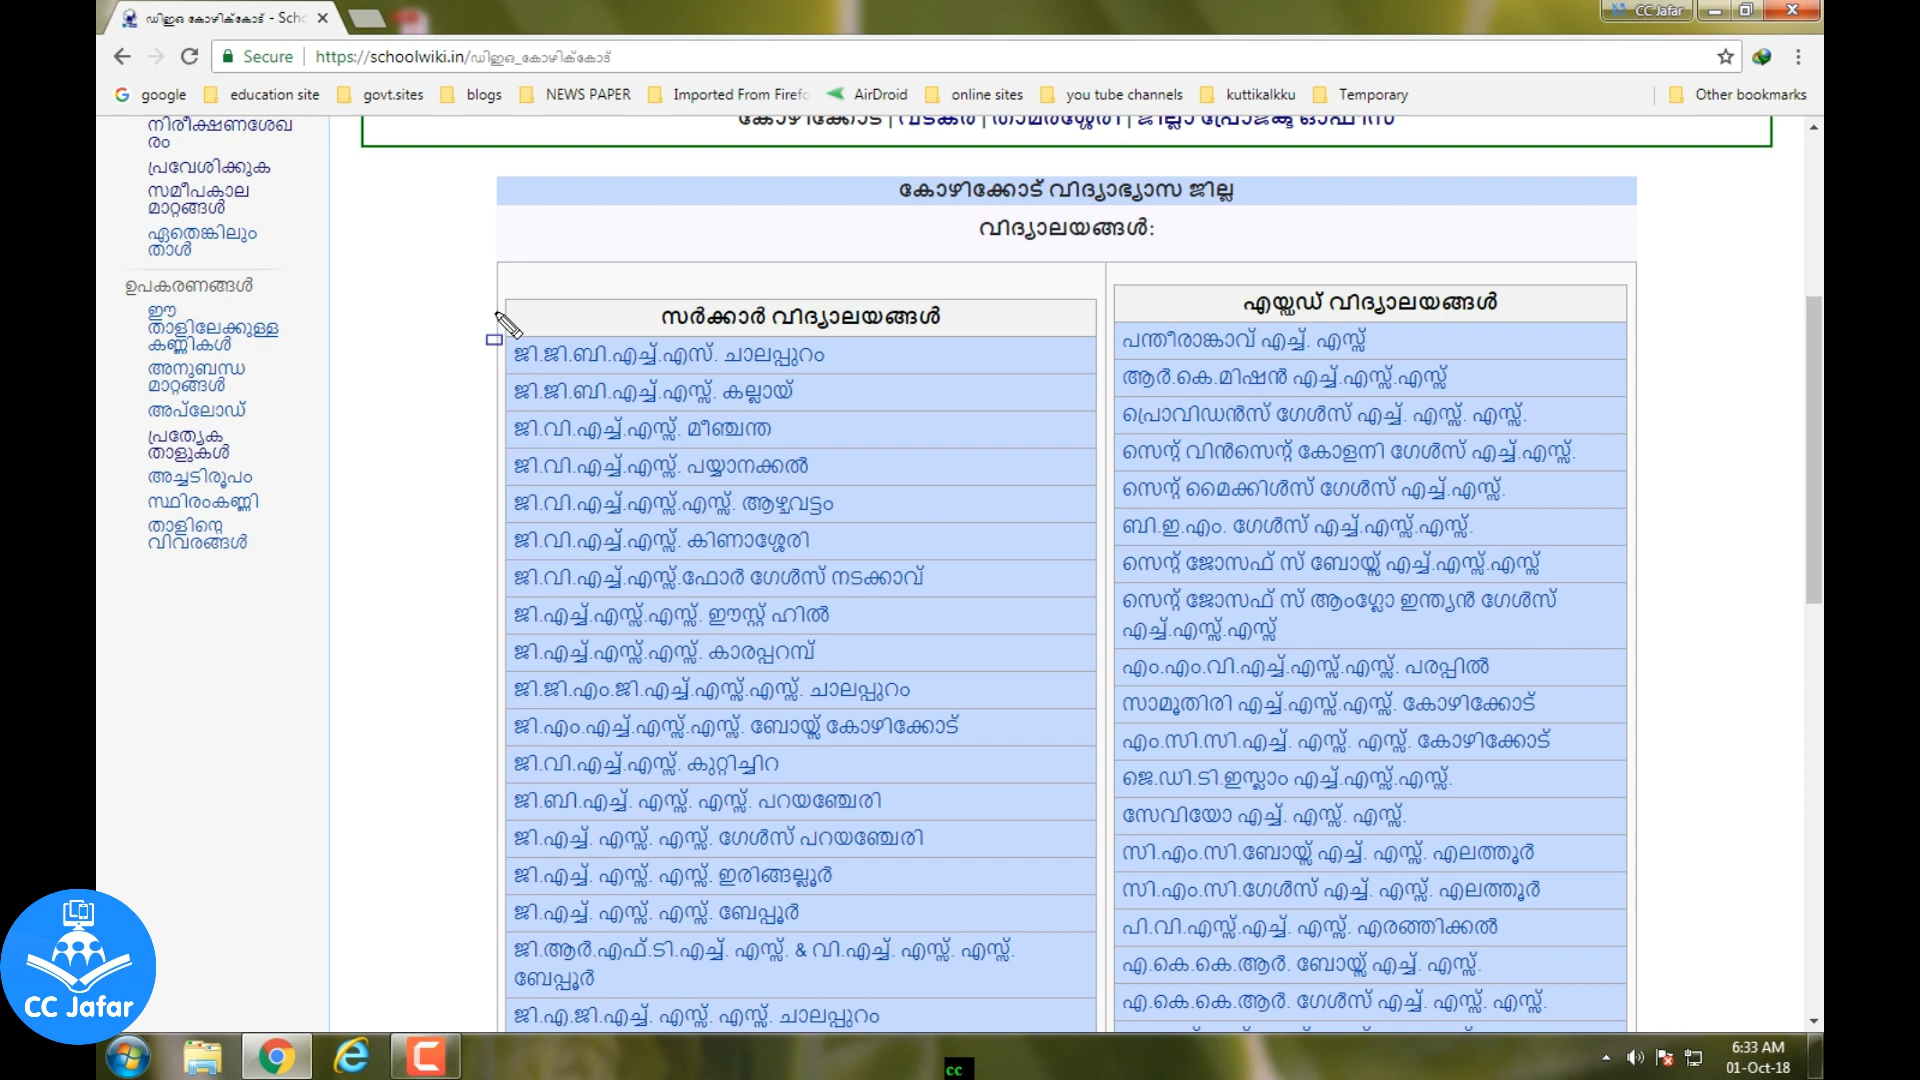 ഡിഇഒ കോഴിക്കോട് - Scho
CC Jafar
Secure
https://schoolwiki.in/ഡിഇഒ_കോഴിക്കോട്
google
education site
govt.sites
blogs
NEWS PAPER
Imported From Firefo
AirDroid
online sites
you tube channels
kuttikalkku
Temporary
Other bookmarks
നിരീക്ഷണശേഖ
രം
പ്രവേശിക്കുക
സമീപകാല
മാറ്റങ്ങൾ
ഏതെങ്കിലും
താൾ
ഉപകരണങ്ങൾ
ഈ
താളിലേക്കുള്ള
കണ്ണികൾ
അനുബന്ധ
മാറ്റങ്ങൾ
അപ്‌ലോഡ്
പ്രത്യേക
താളുകൾ
അച്ചടിരൂപം
സ്ഥിരംകണ്ണി
താളിന്റെ
വിവരങ്ങൾ
കോഴിക്കോട് | വടകര | താമരശ്ശേരി | ജില്ലാ പ്രോജക്ട് ഓഫീസ്
കോഴിക്കോട് വിദ്യാഭ്യാസ ജില്ല
വിദ്യാലയങ്ങൾ:
സർക്കാർ വിദ്യാലയങ്ങൾ
ജി.ജി.ബി.എച്ച്.എസ്. ചാലപ്പുറം
ജി.ജി.ബി.എച്ച്.എസ്സ്. കല്ലായ്
ജി.വി.എച്ച്.എസ്സ്. മീഞ്ചന്ത
ജി.വി.എച്ച്.എസ്സ്. പയ്യാനക്കൽ
ജി.വി.എച്ച്.എസ്സ്.എസ്സ്. ആഴ്ചവട്ടം
ജി.വി.എച്ച്.എസ്സ്. കിണാശ്ശേരി
ജി.വി.എച്ച്.എസ്സ്.ഫോർ ഗേൾസ് നടക്കാവ്
ജി.എച്ച്.എസ്സ്.എസ്സ്. ഈസ്റ്റ് ഹിൽ
ജി.എച്ച്.എസ്സ്.എസ്സ്. കാരപ്പറമ്പ്
ജി.ജി.എം.ജി.എച്ച്.എസ്സ്.എസ്സ്. ചാലപ്പുറം
ജി.എം.എച്ച്.എസ്സ്.എസ്സ്. ബോയ്സ് കോഴിക്കോട്
ജി.വി.എച്ച്.എസ്സ്. കുറ്റിച്ചിറ
ജി.ബി.എച്ച്. എസ്സ്. എസ്സ്. പറയഞ്ചേരി
ജി.എച്ച്. എസ്സ്. എസ്സ്. ഗേൾസ് പറയഞ്ചേരി
ജി.എച്ച്. എസ്സ്. എസ്സ്. ഇരിങ്ങല്ലൂർ
ജി.എച്ച്. എസ്സ്. എസ്സ്. ബേപ്പൂർ
ജി.ആർ.എഫ്.ടി.എച്ച്. എസ്സ്. & വി.എച്ച്. എസ്സ്. എസ്സ്.
ബേപ്പൂർ
ജി.എ.ജി.എച്ച്. എസ്സ്. എസ്സ്. ചാലപ്പുറം
എയ്ഡഡ് വിദ്യാലയങ്ങൾ
പന്തീരാങ്കാവ് എച്ച്. എസ്സ്
ആർ.കെ.മിഷൻ എച്ച്.എസ്സ്.എസ്സ്
പ്രൊവിഡൻസ് ഗേൾസ് എച്ച്. എസ്സ്. എസ്സ്.
സെന്റ് വിൻസെന്റ് കോളനി ഗേൾസ് എച്ച്.എസ്സ്.
സെന്റ് മൈക്കിൾസ് ഗേൾസ് എച്ച്.എസ്സ്.
ബി.ഇ.എം. ഗേൾസ് എച്ച്.എസ്സ്.എസ്സ്.
സെന്റ് ജോസഫ് സ് ബോയ്സ് എച്ച്.എസ്സ്.എസ്സ്
സെന്റ് ജോസഫ് സ് ആംഗ്ലോ ഇന്ത്യൻ ഗേൾസ്
എച്ച്.എസ്സ്.എസ്സ്
എം.എം.വി.എച്ച്.എസ്സ്.എസ്സ്. പരപ്പിൽ
സാമൂതിരി എച്ച്.എസ്സ്.എസ്സ്. കോഴിക്കോട്
എം.സി.സി.എച്ച്. എസ്സ്. എസ്സ്. കോഴിക്കോട്
ജെ.ഡി.ടി.ഇസ്ലാം എച്ച്.എസ്സ്.എസ്സ്.
സേവിയോ എച്ച്. എസ്സ്. എസ്സ്.
സി.എം.സി.ബോയ്സ് എച്ച്. എസ്സ്. എലത്തൂർ
സി.എം.സി.ഗേൾസ് എച്ച്. എസ്സ്. എലത്തൂർ
പി.വി.എസ്സ്.എച്ച്. എസ്സ്. എരഞ്ഞിക്കൽ
എ.കെ.കെ.ആർ. ബോയ്സ് എച്ച്. എസ്സ്.
എ.കെ.കെ.ആർ. ഗേൾസ് എച്ച്. എസ്സ്. എസ്സ്.
CC Jafar
cc
6:33 AM
01-Oct-18